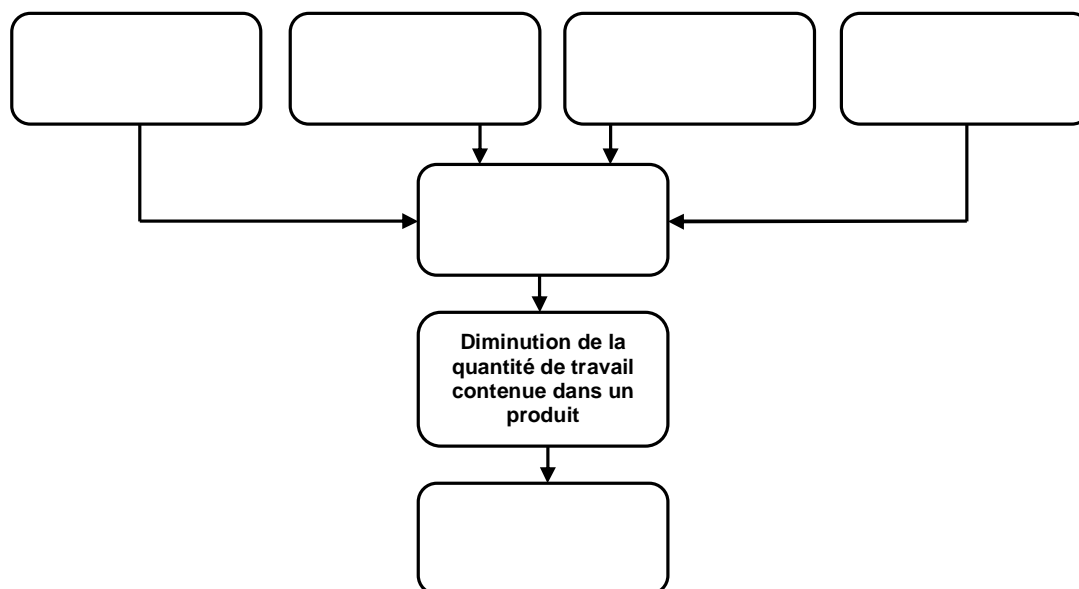 Diminution de la
quantité de travail
contenue dans un
produit